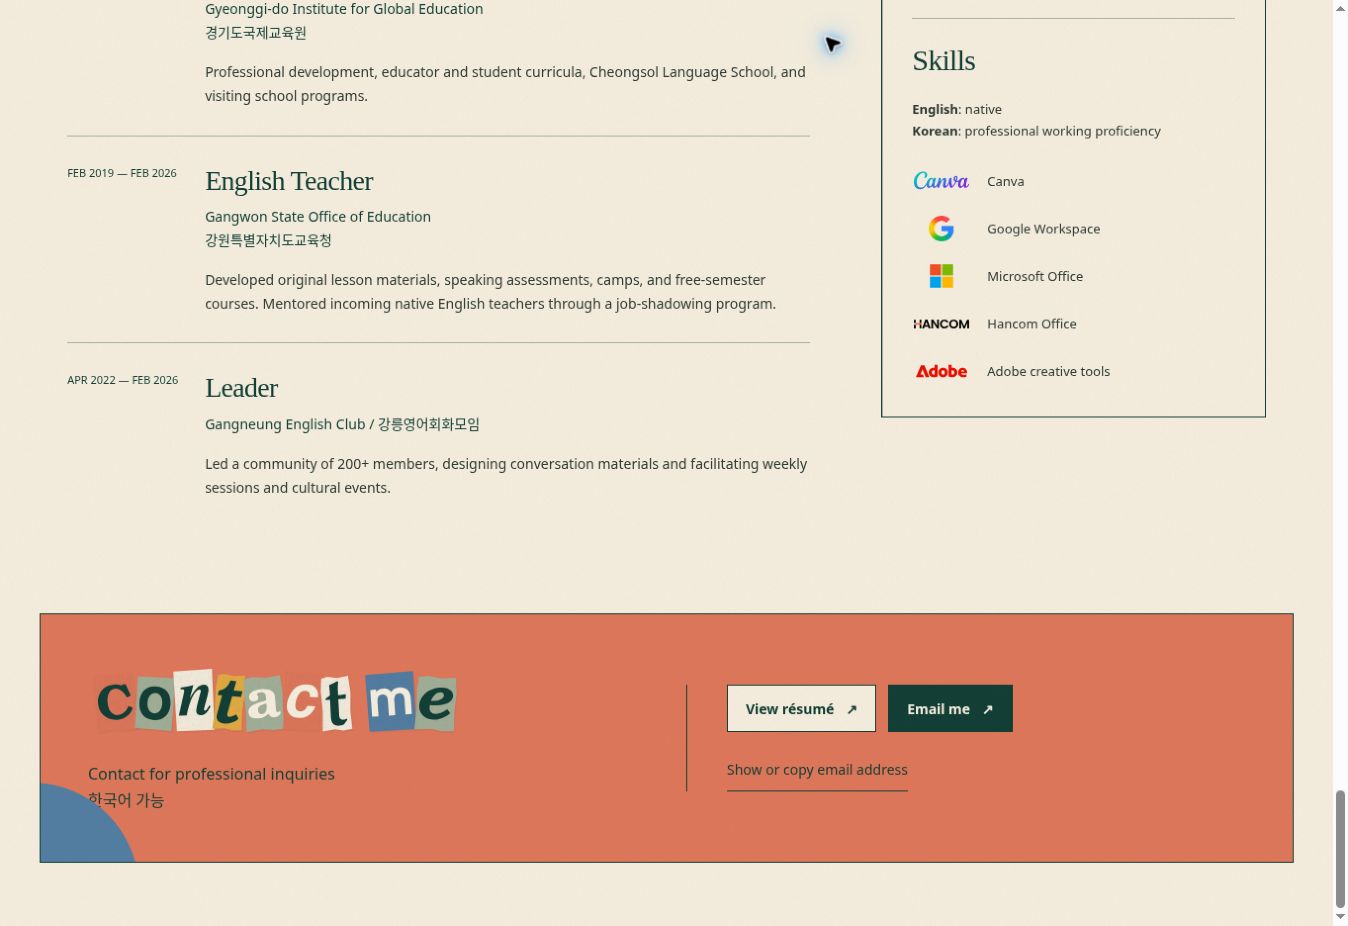 Gyeonggi-do Institute for Global Education
경기도국제교육원
Professional development, educator and student curricula, Cheongsol Language School, and
visiting school programs.
FEB 2019 — FEB 2026
English Teacher
Gangwon State Office of Education
강원특별자치도교육청
Developed original lesson materials, speaking assessments, camps, and free-semester
courses. Mentored incoming native English teachers through a job-shadowing program.
APR 2022 — FEB 2026
Leader
Gangneung English Club / 강릉영어회화모임
Led a community of 200+ members, designing conversation materials and facilitating weekly
sessions and cultural events.
Skills
English: native
Korean: professional working proficiency
Canva Canva
Google Workspace
Microsoft Office
HANCOM Hancom Office
Adobe Adobe creative tools
Contact me
Contact for professional inquiries
한국어 가능
View résumé ↗ Email me ↗
Show or copy email address